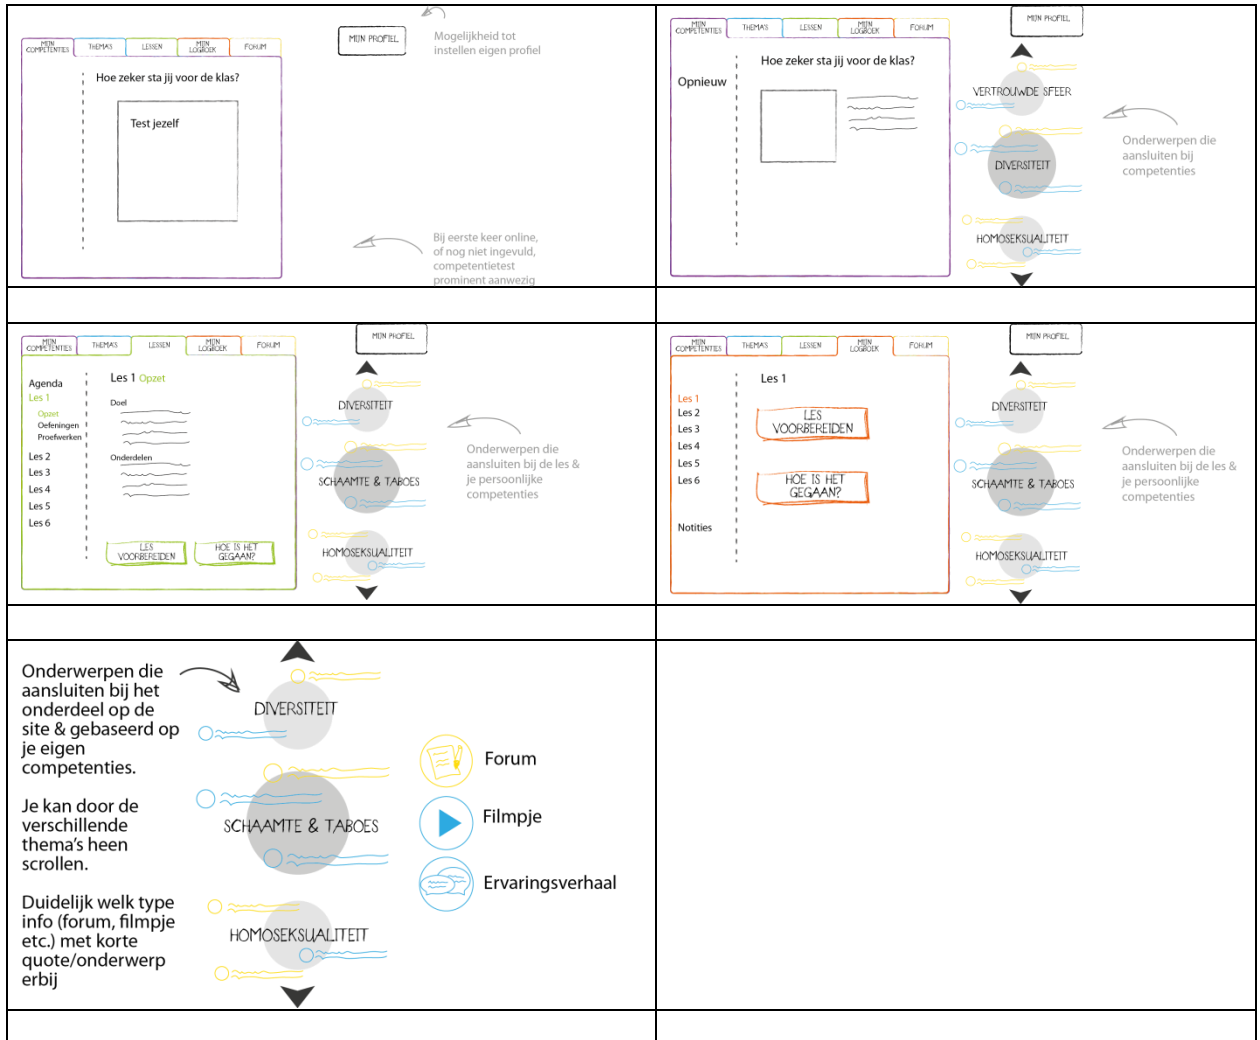 MIJN PROFIEL
Mogelijkheid tot
instellen eigen profiel
MIJN
COMPETENTIES
THEMA'S
LESSEN
MIJN
LOGBOEK
FORUM
Hoe zeker sta jij voor de klas?
Test jezelf
Bij eerste keer online,
of nog niet ingevuld,
competentietest
prominent aanwezig
MIJN PROFIEL
MIJN
COMPETENTIES
THEMA'S
LESSEN
MIJN
LOGBOEK
FORUM
Opnieuw
Hoe zeker sta jij voor de klas?
VERTROUWDE SFEER
DIVERSITEIT
HOMOSEKSUALITEIT
Onderwerpen die
aansluiten bij
competenties
MIJN PROFIEL
MIJN
COMPETENTIES
THEMA'S
LESSEN
MIJN
LOGBOEK
FORUM
Agenda
Les 1
Opzet
Oefeningen
Proefwerken
Les 2
Les 3
Les 4
Les 5
Les 6
Les 1 Opzet
Doel
Onderdelen
LES
VOORBEREIDEN
HOE IS HET
GEGAAN?
DIVERSITEIT
SCHAAMTE & TABOES
HOMOSEKSUALITEIT
Onderwerpen die
aansluiten bij de les &
je persoonlijke
competenties
MIJN PROFIEL
MIJN
COMPETENTIES
THEMA'S
LESSEN
MIJN
LOGBOEK
FORUM
Les 1
Les 2
Les 3
Les 4
Les 5
Les 6
Notities
Les 1
LES
VOORBEREIDEN
HOE IS HET
GEGAAN?
DIVERSITEIT
SCHAAMTE & TABOES
HOMOSEKSUALITEIT
Onderwerpen die
aansluiten bij de les &
je persoonlijke
competenties
Onderwerpen die
aansluiten bij het
onderdeel op de
site & gebaseerd op
je eigen
competenties.
Je kan door de
verschillende
thema's heen
scrollen.
Duidelijk welk type
info (forum, filmpje
etc.) met korte
quote/onderwerp
erbij
DIVERSITEIT
SCHAAMTE & TABOES
HOMOSEKSUALITEIT
Forum
Filmpje
Ervaringsverhaal